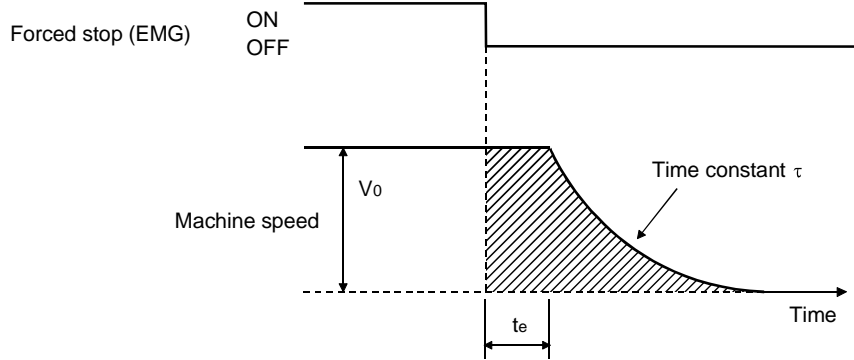 Forced stop (EMG)
ON
OFF
V0
Time constant τ
Machine speed
Time
te